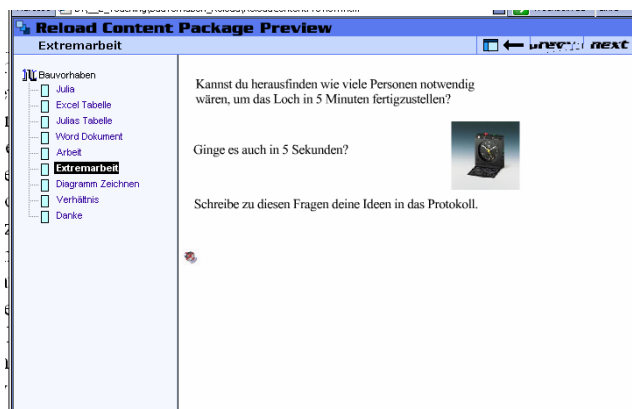 Reload Content Package Preview
Extremarbeit
next
Bauvorhaben
Julia
Excel Tabelle
Julias Tabelle
Word Dokument
Arbeit
Extremarbeit
Diagramm Zeichnen
Verhältnis
Danke
Kannst du herausfinden wie viele Personen notwendig
wären, um das Loch in 5 Minuten fertigzustellen?
Ginge es auch in 5 Sekunden?
Schreibe zu diesen Fragen deine Ideen in das Protokoll.